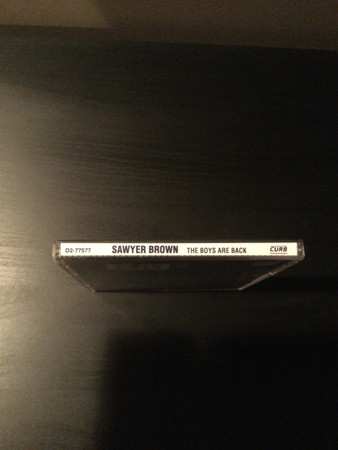 D2-77577 SAWYER BROWN THE BOYS ARE BACK CURB